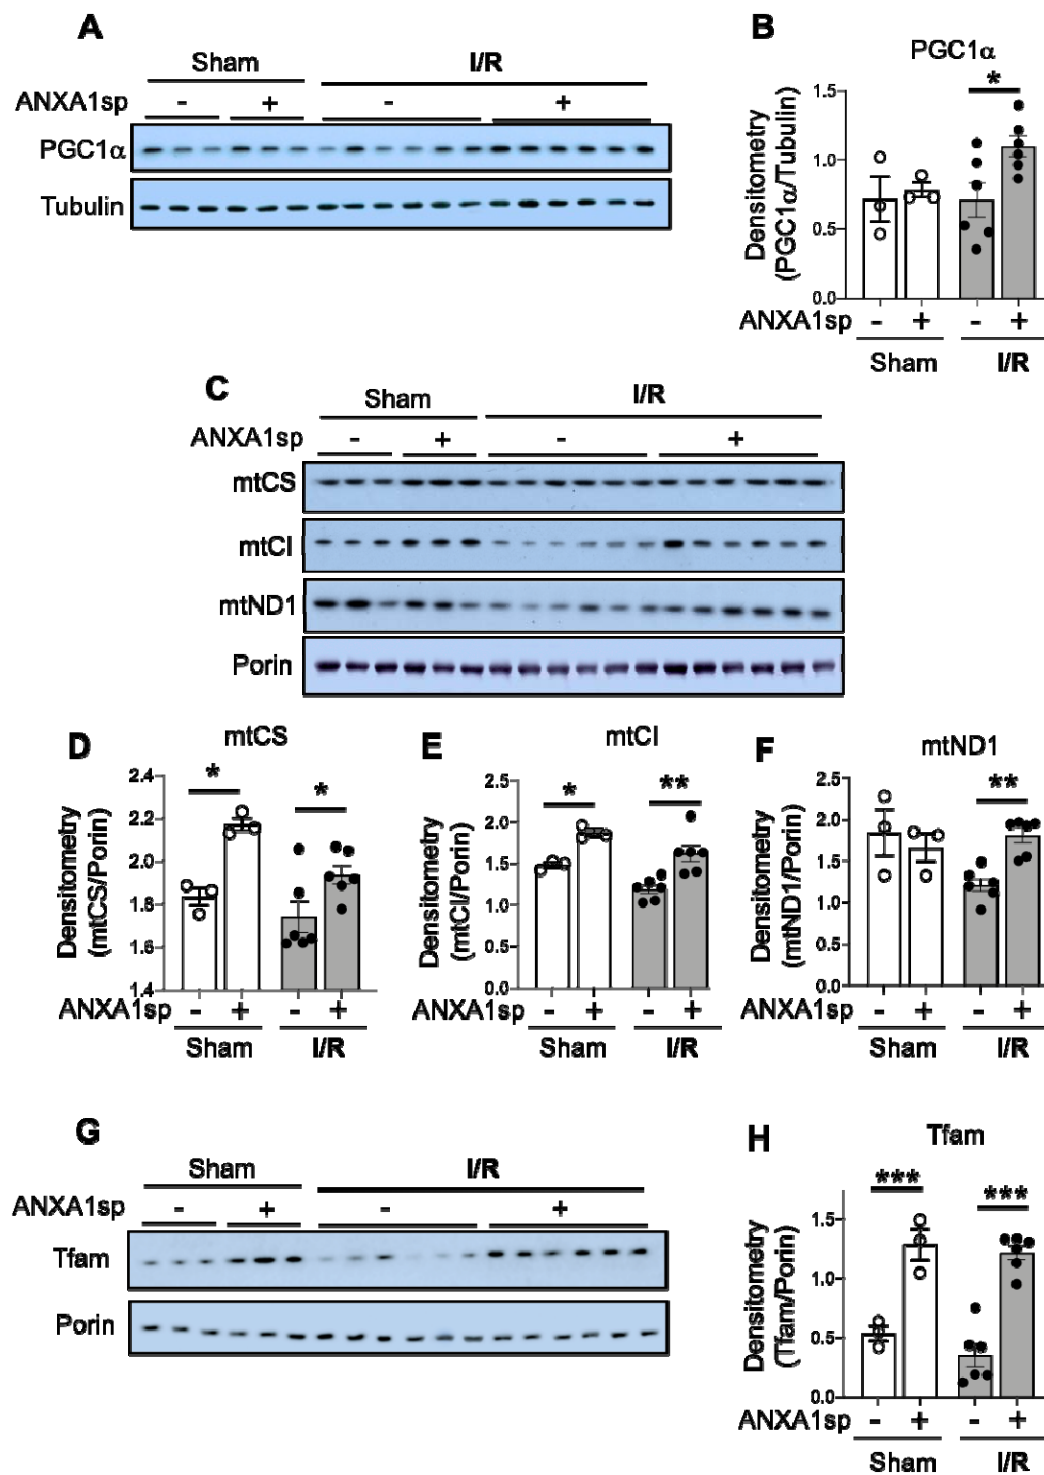 A
Sham I/R
ANXA1sp - + - +
PGC1α
Tubulin
B
PGC1α
*
Densitometry
(PGC1α/Tubulin)
1.5
1.0
0.5
0.0
ANXA1sp - + - +
Sham I/R
C
Sham I/R
ANXA1sp - + - +
mtCS
mtCI
mtND1
Porin
D
mtCS
* *
Densitometry
(mtCS/Porin)
2.4
2.2
2.0
1.8
1.6
1.4
ANXA1sp - + - +
Sham I/R
E
mtCI
* **
Densitometry
(mtCI/Porin)
2.5
2.0
1.5
1.0
0.5
0.0
ANXA1sp - + - +
Sham I/R
F
mtND1
**
Densitometry
(mtND1/Porin)
2.5
2.0
1.5
1.0
0.5
0.0
ANXA1sp - + - +
Sham I/R
G
Sham I/R
ANXA1sp - + - +
Tfam
Porin
H
Tfam
*** ***
Densitometry
(Tfam/Porin)
1.5
1.0
0.5
0.0
ANXA1sp - + - +
Sham I/R